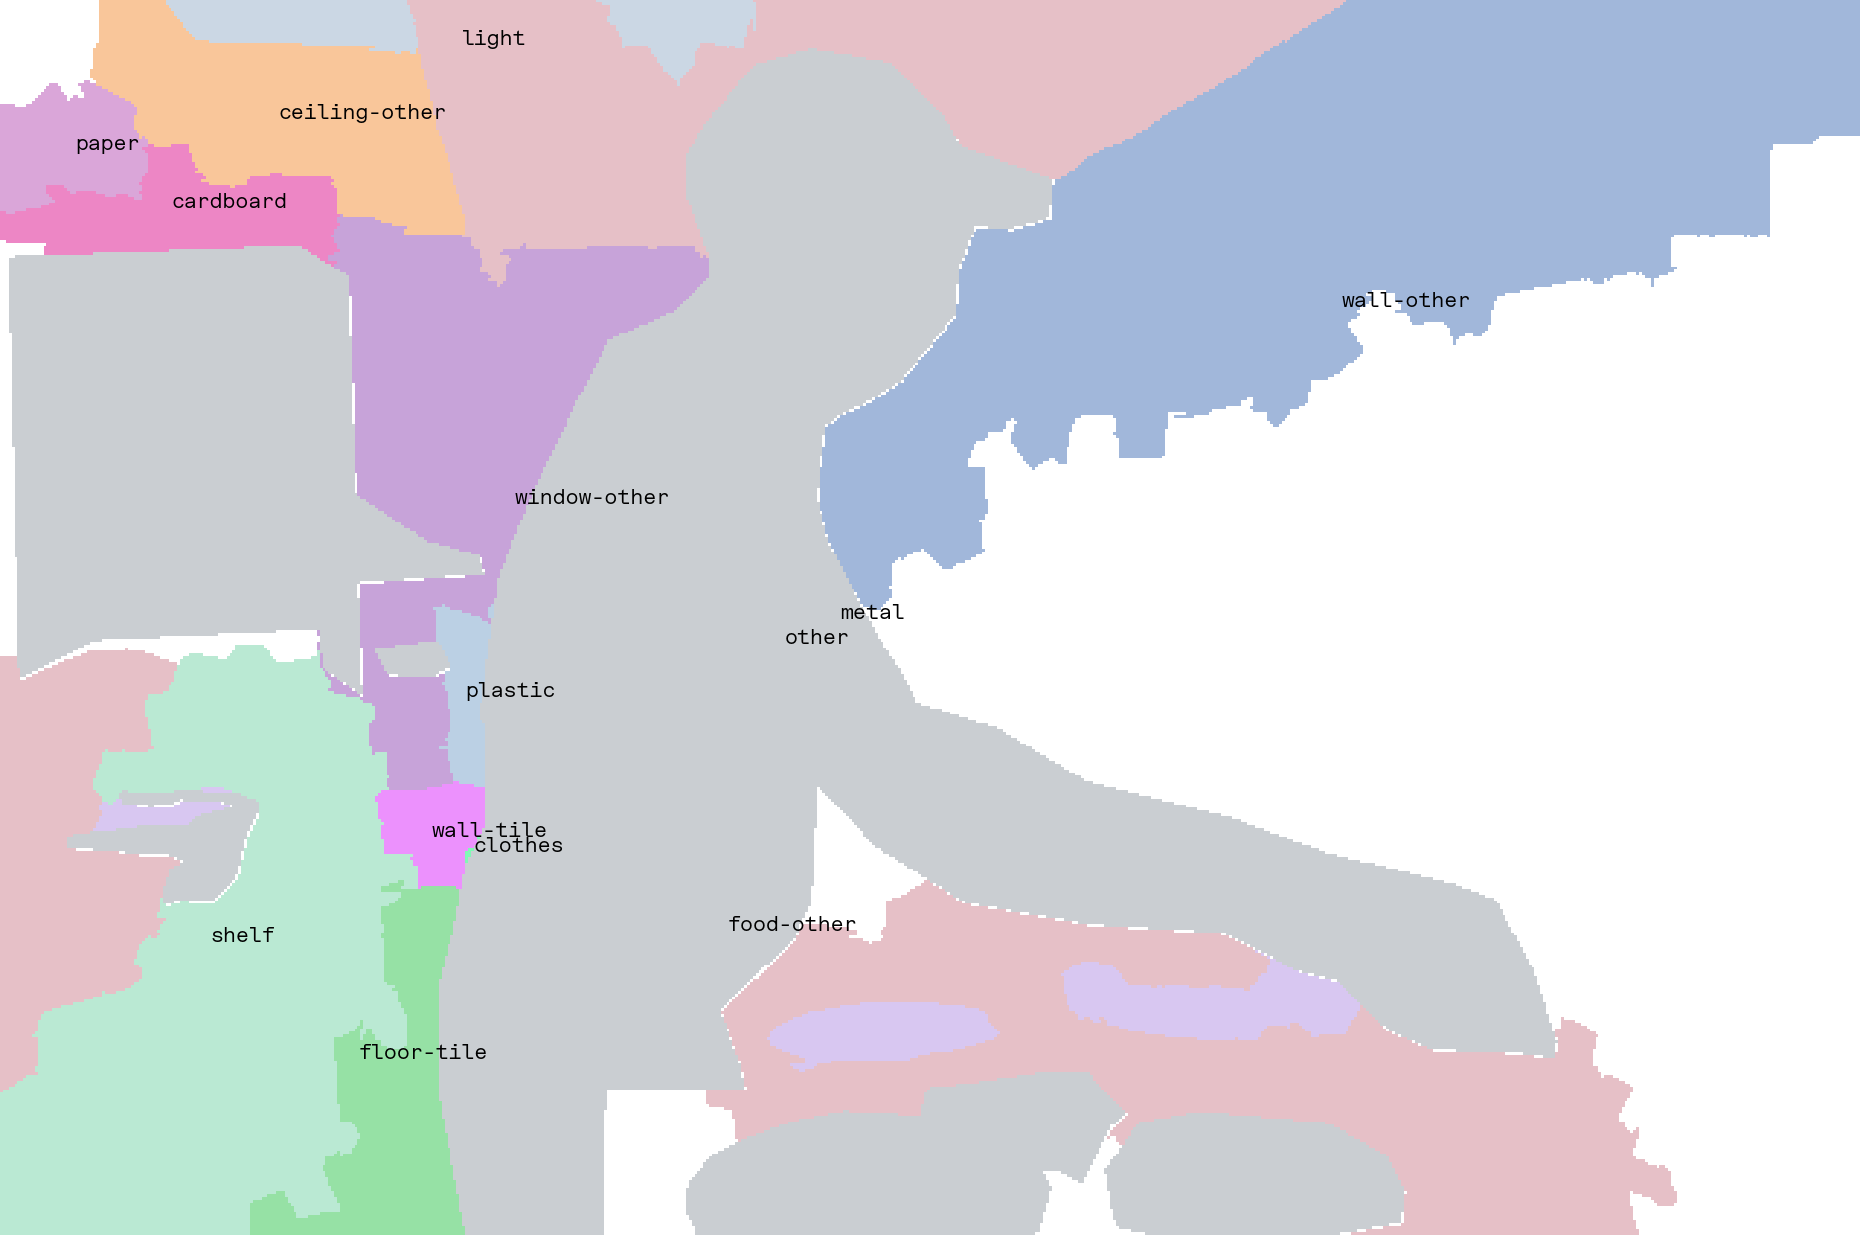 light
ceiling-other
paper
cardboard
wall-other
window-other
metal
other
plastic
wall-tile
clothes
food-other
shelf
floor-tile